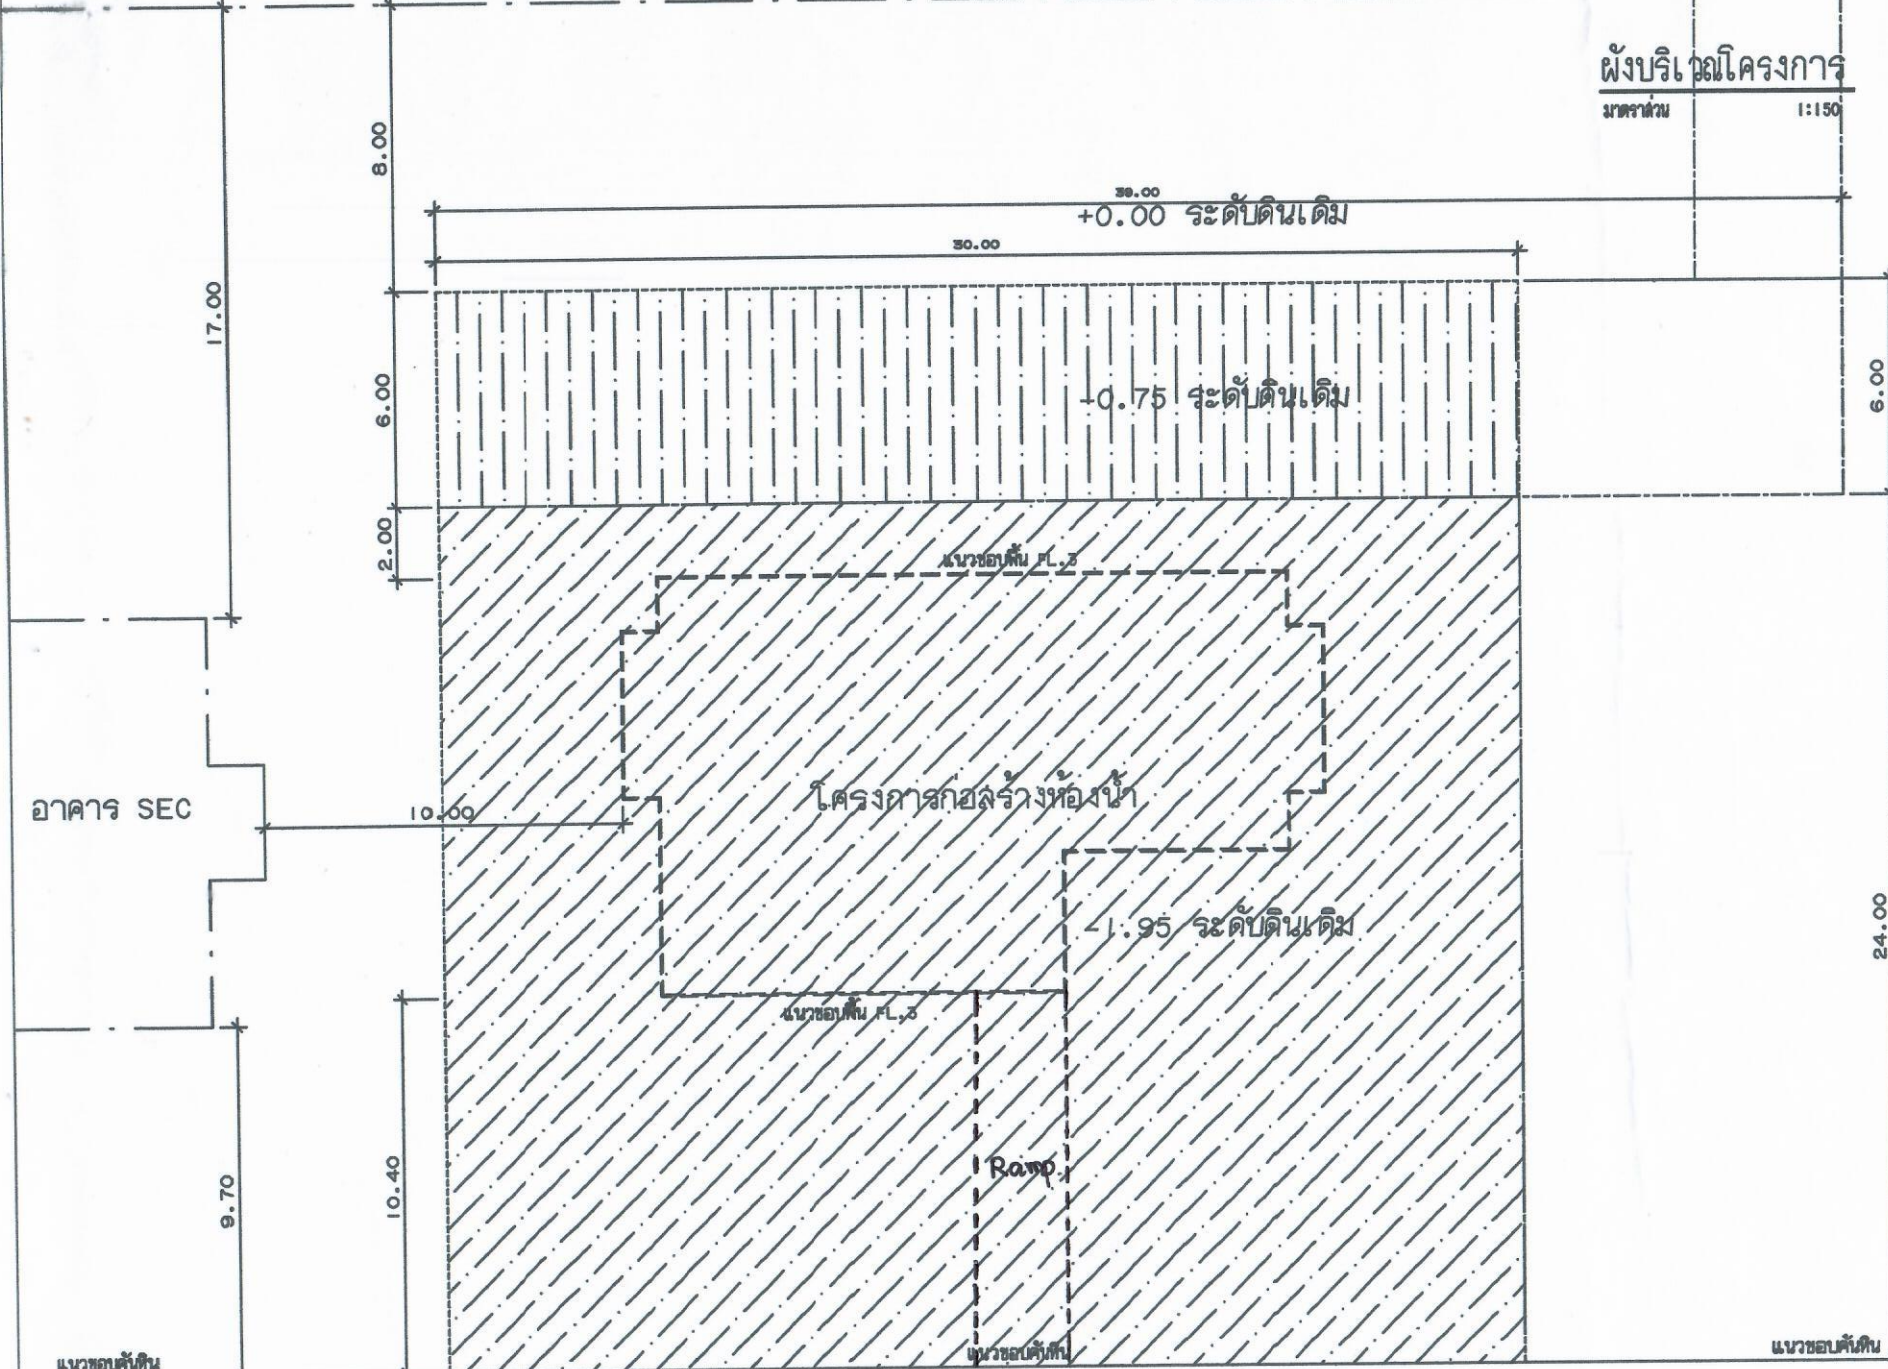 ผังบริเวณโครงการ
มาตราส่วน 1:150
8.00
39.00
+0.00 ระดับดินเดิม
30.00
17.00
6.00
-0.75 ระดับดินเดิม
6.00
2.00
แนวขอบพื้น FL.3
อาคาร SEC
10.00
โครงการก่อสร้างห้องน้ำ
-1.95 ระดับดินเดิม
24.00
แนวขอบพื้น FL.3
Ramp
9.70
10.40
แนวขอบคันหิน
แนวขอบคันหิน
แนวขอบคันหิน